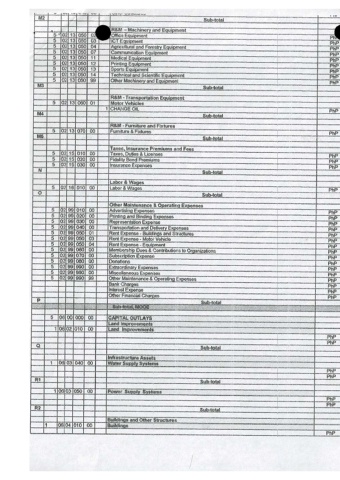 M2 Sub-total
R&M - Machinery and Equipment
5 02 13 050 02 Office Equipment PhP
5 02 13 050 03 ICT Equipment PhP
5 02 13 050 04 Agricultural and Forestry Equipment PhP
5 02 13 050 07 Communication Equipment PhP
5 02 13 050 11 Medical Equipment PhP
5 02 13 050 12 Printing Equipment PhP
5 02 13 050 13 Sports Equipment PhP
5 02 13 050 14 Technical and Scientific Equipment PhP
5 02 13 050 99 Other Machinery and Equipment PhP
M3 Sub-total
R&M - Transportation Equipment
5 02 13 060 01 Motor Vehicles PhP
1 CHANGE OIL PhP
M4 Sub-total
R&M - Furniture and Fixtures
5 02 13 070 00 Furniture & Fixtures PhP
M5 Sub-total
Taxes, Insurance Premiums and Fees
5 02 15 010 00 Taxes, Duties & Licenses PhP
5 02 15 020 00 Fidelity Bond Premiums PhP
5 02 15 030 00 Insurance Expenses PhP
N Sub-total
Labor & Wages
5 02 16 010 00 Labor & Wages PhP
O Sub-total
Other Maintenance & Operating Expenses
5 02 99 010 00 Advertising Expenses PhP
5 02 99 020 00 Printing and Binding Expenses PhP
5 02 99 030 00 Representation Expense PhP
5 02 99 040 00 Transportation and Delivery Expenses PhP
5 02 99 050 01 Rent Expense - Buildings and Structures PhP
5 02 99 050 03 Rent Expense - Motor Vehicle PhP
5 02 99 050 04 Rent Expense - Equipment PhP
5 02 99 060 00 Membership Dues & Contributions to Organizations PhP
5 02 99 070 00 Subscription Expense PhP
5 02 99 080 00 Donations PhP
5 02 99 Extraordinary Expenses PhP
5 02 99 Miscellaneous Expenses PhP
5 02 99 990 99 Other Maintenance & Operating Expenses PhP
Bank Charges PhP
Interest Expense PhP
Other Financial Charges PhP
P Sub-total
Sub-total, MOOE
CAPITAL OUTLAYS
Land Improvements
1 06 02 010 00 Land Improvements
PhP
PhP
Q Sub-total
Infrastructure Assets
1 06 03 040 00 Water Supply Systems PhP
PhP
R1 Sub-total
1 06 03 050 00 Power Supply Systems
PhP
PhP
R2 Sub-total
Buildings and Other Structures
1 06 04 010 00 Buildings
PhP